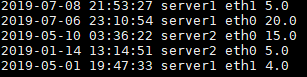 2019-07-08 21:53:27 server1 eth1 5.0
2019-07-06 23:10:54 server1 eth0 20.0
2019-05-10 03:36:22 server2 eth0 15.0
2019-01-14 13:14:51 server2 eth0 5.0
2019-05-01 19:47:33 server1 eth1 4.0